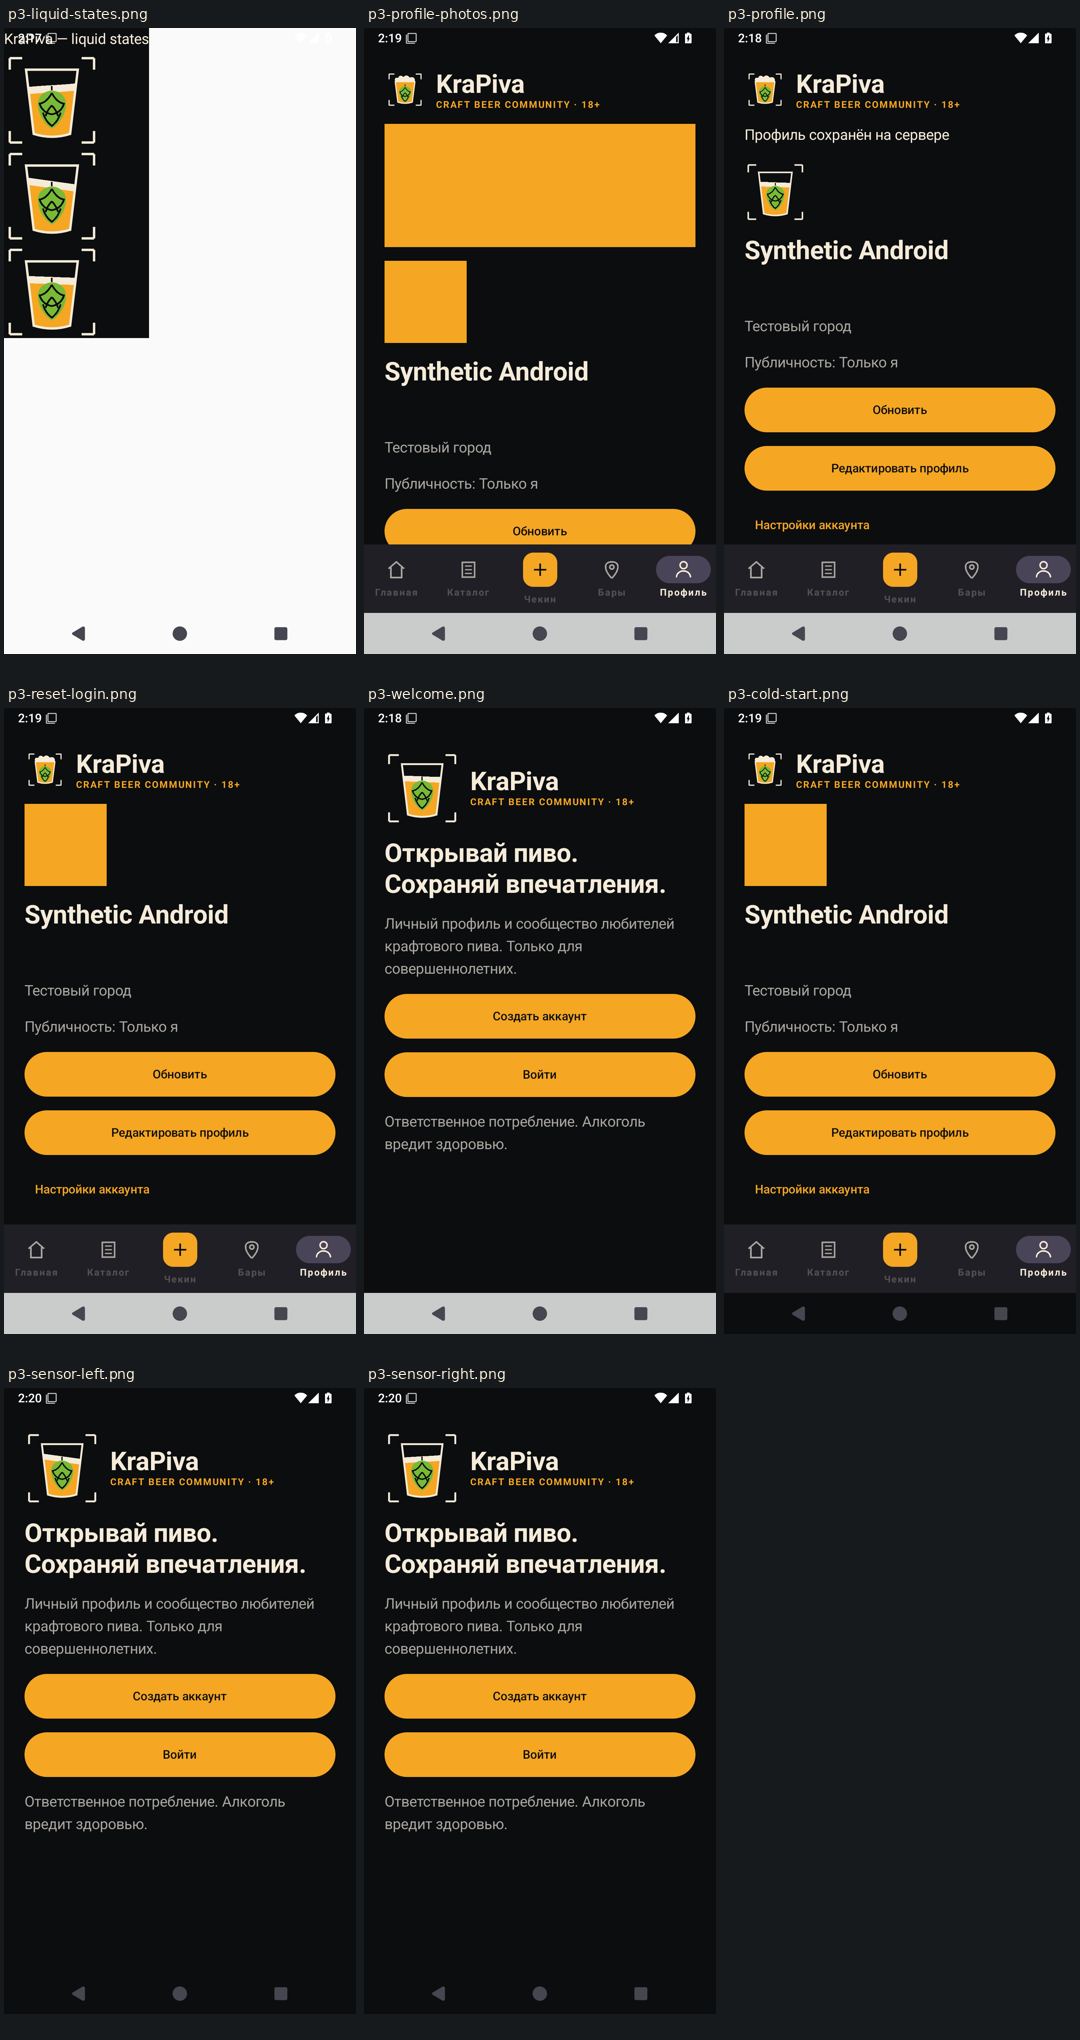 p3-liquid-states.png
KraPiva — liquid states
p3-profile-photos.png
2:19
KraPiva
CRAFT BEER COMMUNITY · 18+
Synthetic Android
Тестовый город
Публичность: Только я
Обновить
Главная
Каталог
Чекин
Бары
Профиль
p3-profile.png
2:18
KraPiva
CRAFT BEER COMMUNITY · 18+
Профиль сохранён на сервере
Synthetic Android
Тестовый город
Публичность: Только я
Обновить
Редактировать профиль
Настройки аккаунта
Главная
Каталог
Чекин
Бары
Профиль
p3-reset-login.png
2:19
KraPiva
CRAFT BEER COMMUNITY · 18+
Synthetic Android
Тестовый город
Публичность: Только я
Обновить
Редактировать профиль
Настройки аккаунта
Главная
Каталог
Чекин
Бары
Профиль
p3-welcome.png
2:18
KraPiva
CRAFT BEER COMMUNITY · 18+
Открывай пиво.
Сохраняй впечатления.
Личный профиль и сообщество любителей
крафтового пива. Только для
совершеннолетних.
Создать аккаунт
Войти
Ответственное потребление. Алкоголь
вредит здоровью.
p3-cold-start.png
2:19
KraPiva
CRAFT BEER COMMUNITY · 18+
Synthetic Android
Тестовый город
Публичность: Только я
Обновить
Редактировать профиль
Настройки аккаунта
Главная
Каталог
Чекин
Бары
Профиль
p3-sensor-left.png
2:20
KraPiva
CRAFT BEER COMMUNITY · 18+
Открывай пиво.
Сохраняй впечатления.
Личный профиль и сообщество любителей
крафтового пива. Только для
совершеннолетних.
Создать аккаунт
Войти
Ответственное потребление. Алкоголь
вредит здоровью.
p3-sensor-right.png
2:20
KraPiva
CRAFT BEER COMMUNITY · 18+
Открывай пиво.
Сохраняй впечатления.
Личный профиль и сообщество любителей
крафтового пива. Только для
совершеннолетних.
Создать аккаунт
Войти
Ответственное потребление. Алкоголь
вредит здоровью.